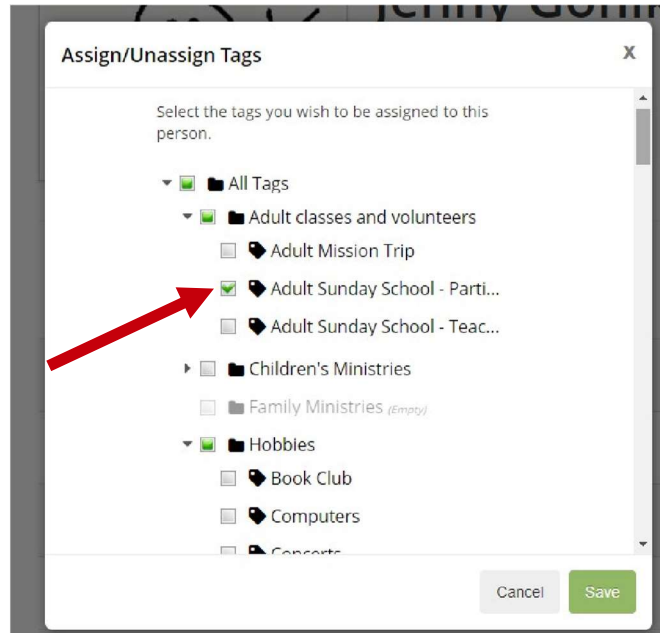 Jenny
Assign/Unassign Tags
X
Select the tags you wish to be assigned to this
person.
All Tags
Adult classes and volunteers
Adult Mission Trip
Adult Sunday School - Parti...
Adult Sunday School - Teac...
Children's Ministries
Family Ministries (Empty)
Hobbies
Book Club
Computers
Concerts
Cancel
Save